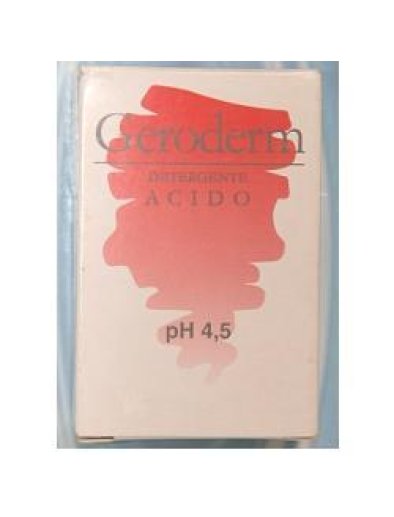 Geroderm
DETERGENTE
ACIDO
pH 4,5